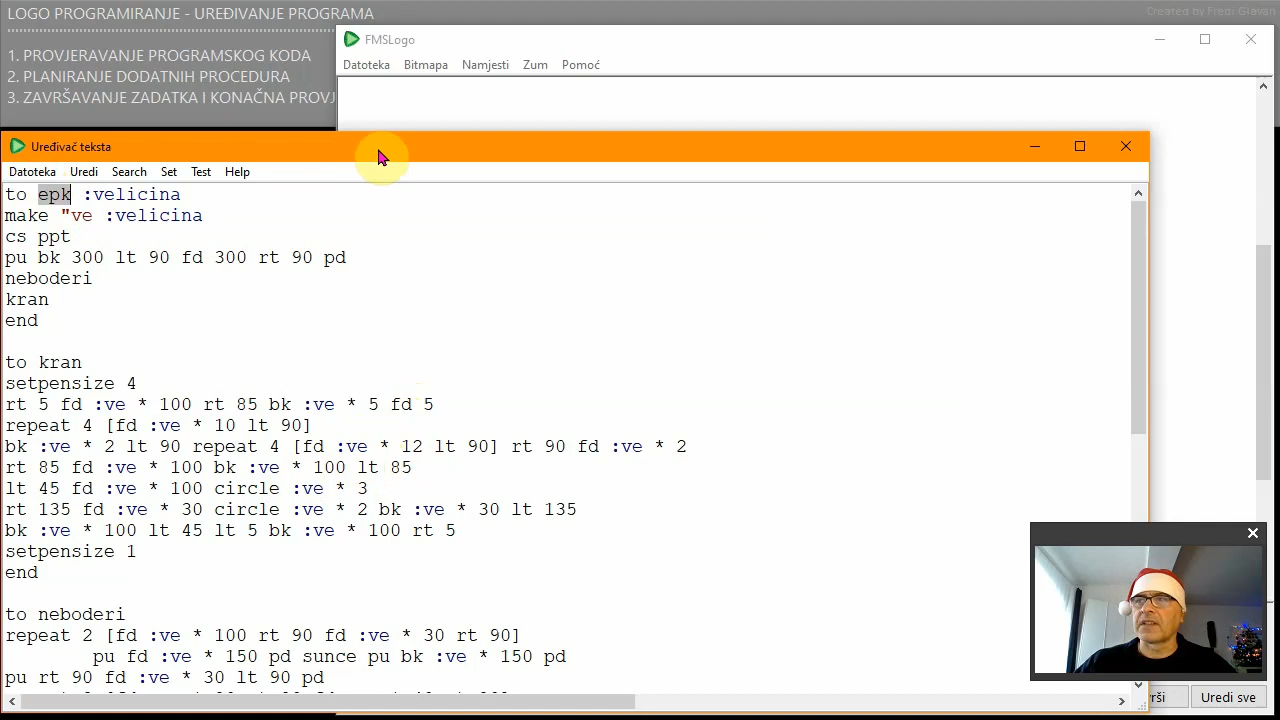 LOGO PROGRAMIRANJE - UREĐIVANJE PROGRAMA
Created by Fredi Glavan
1. PROVJERAVANJE PROGRAMSKOG KODA
2. PLANIRANJE DODATNIH PROCEDURA
3. ZAVRŠAVANJE ZADATKA I KONAČNA PROVJ
FMSLogo
Datoteka Bitmapa Namjesti Zum Pomoć
Uređivač teksta
Datoteka Uredi Search Set Test Help
to epk :velicina
make "ve :velicina
cs ppt
pu bk 300 lt 90 fd 300 rt 90 pd
neboderi
kran
end
to kran
setpensize 4
rt 5 fd :ve * 100 rt 85 bk :ve * 5 fd 5
repeat 4 [fd :ve * 10 lt 90]
bk :ve * 2 lt 90 repeat 4 [fd :ve * 12 lt 90] rt 90 fd :ve * 2
rt 85 fd :ve * 100 bk :ve * 100 lt 85
lt 45 fd :ve * 100 circle :ve * 3
rt 135 fd :ve * 30 circle :ve * 2 bk :ve * 30 lt 135
bk :ve * 100 lt 45 lt 5 bk :ve * 100 rt 5
setpensize 1
end
to neboderi
repeat 2 [fd :ve * 100 rt 90 fd :ve * 30 rt 90]
pu fd :ve * 150 pd sunce pu bk :ve * 150 pd
pu rt 90 fd :ve * 30 lt 90 pd
rši Uredi sve